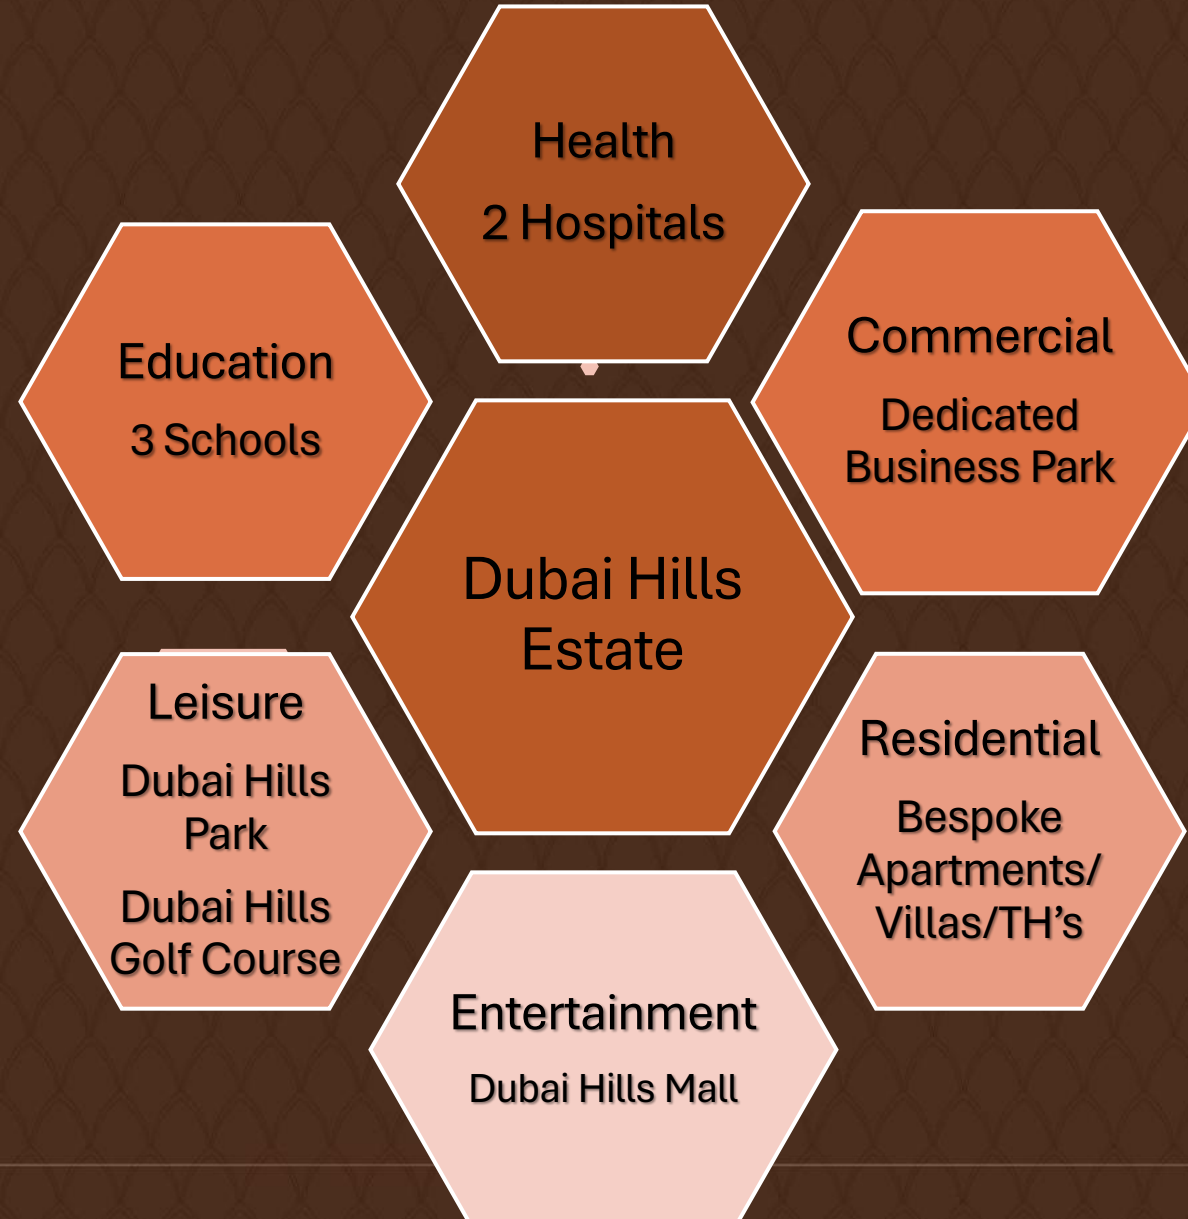 Health
2 Hospitals
Education
3 Schools
Commercial
Dedicated
Business Park
Dubai Hills
Estate
Leisure
Dubai Hills
Park
Dubai Hills
Golf Course
Residential
Bespoke
Apartments/
Villas/TH’s
Entertainment
Dubai Hills Mall